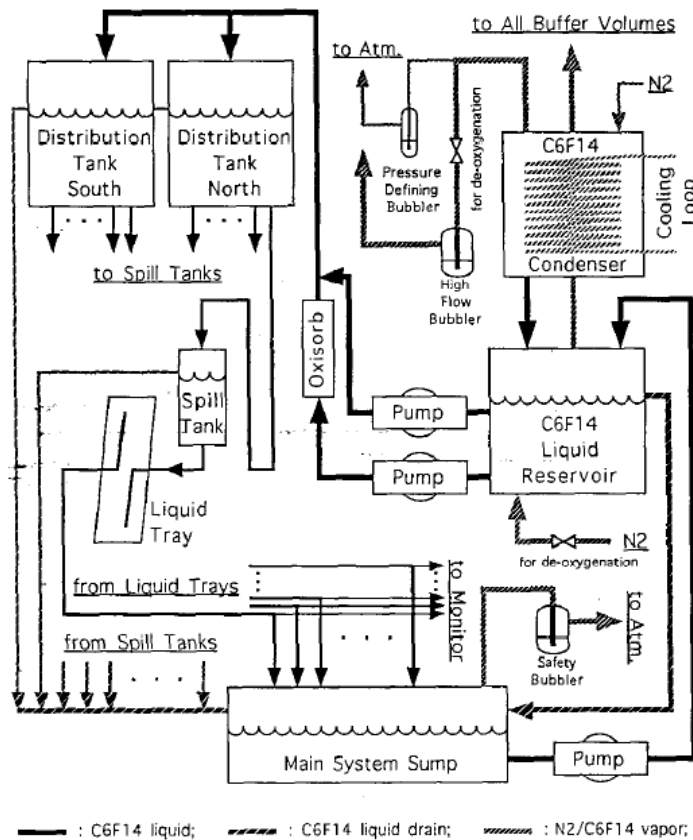 to All Buffer Volumes
to Atm.
N2
Distribution
Tank
South
Distribution
Tank
North
Pressure
Defining
Bubbler
for de-oxygenation
C6F14
Condenser
Cooling
Loop
to Spill Tanks
High
Flow
Bubbler
Oxisorb
Spill
Tank
Pump
Pump
C6F14
Liquid
Reservoir
Liquid
Tray
N2
for de-oxygenation
from Liquid Trays
to Monitor
from Spill Tanks
Safety
Bubbler
to Atm.
Main System Sump
Pump
: C6F14 liquid;
: C6F14 liquid drain;
: N2/C6F14 vapor;